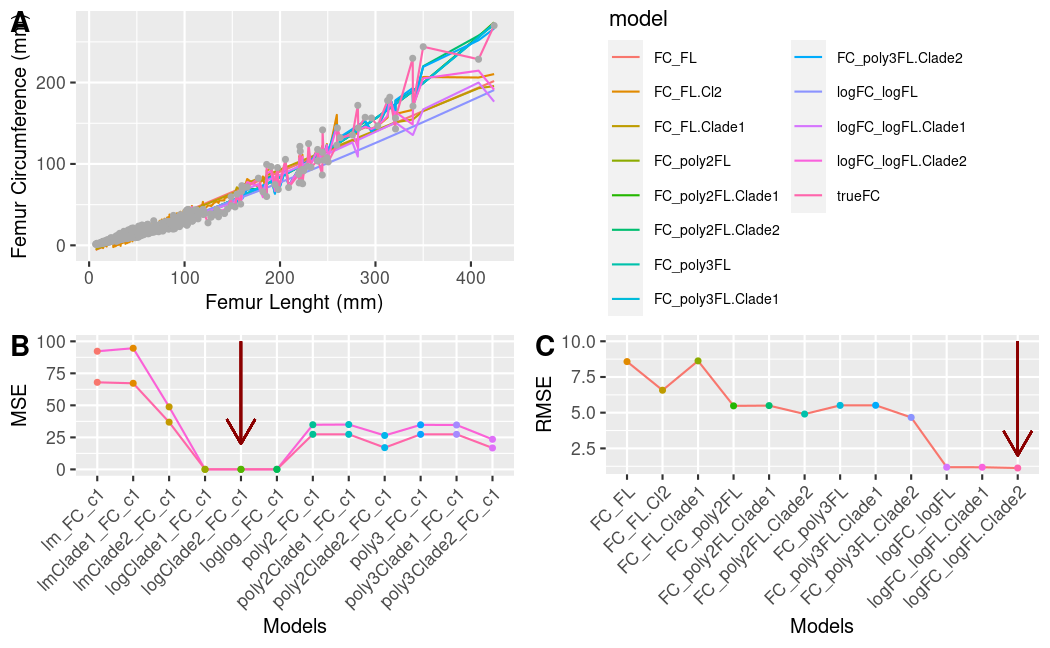 A
Femur Circumference (mm)
200
100
0
0 100 200 300 400
Femur Lenght (mm)
model
FC_FL
FC_FL.Cl2
FC_FL.Clade1
FC_poly2FL
FC_poly2FL.Clade1
FC_poly2FL.Clade2
FC_poly3FL
FC_poly3FL.Clade1
FC_poly3FL.Clade2
logFC_logFL
logFC_logFL.Clade1
logFC_logFL.Clade2
trueFC
B
MSE
100
75
50
25
0
lm_FC_c1
lmClade1_FC_c1
lmClade2_FC_c1
logClade1_FC_c1
logClade2_FC_c1
loglog_FC_c1
poly2_FC_c1
poly2Clade1_FC_c1
poly2Clade2_FC_c1
poly3_FC_c1
poly3Clade1_FC_c1
poly3Clade2_FC_c1
Models
C
RMSE
10.0
7.5
5.0
2.5
FC_FL
FC_FL.Cl2
FC_FL.Clade1
FC_poly2FL
FC_poly2FL.Clade1
FC_poly2FL.Clade2
FC_poly3FL
FC_poly3FL.Clade1
FC_poly3FL.Clade2
logFC_logFL
logFC_logFL.Clade1
logFC_logFL.Clade2
Models